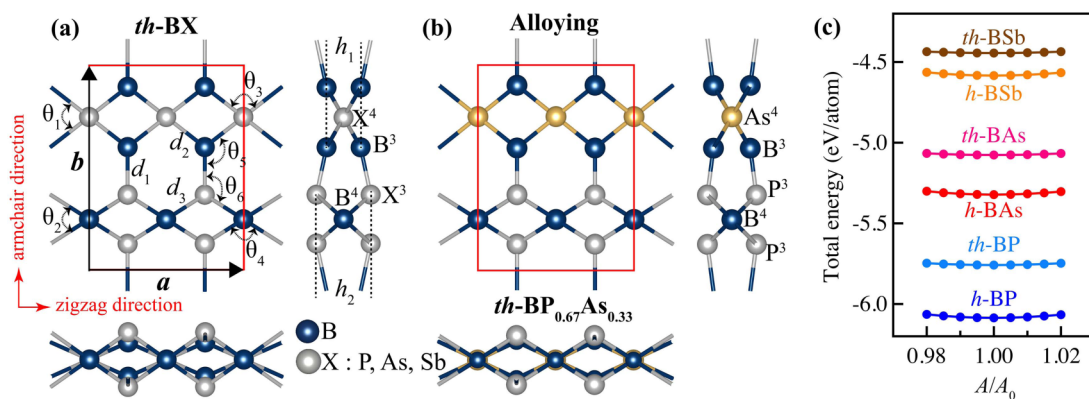 (a) th-BX
(b) Alloying
(c)
armchair direction
zigzag direction
b
a
θ1
θ2
θ3
θ4
θ5
θ6
d1
d2
d3
h1
X⁴
B³
X³
B⁴
h2
B
X : P, As, Sb
As⁴
B³
P³
B⁴
P³
th-BP0.67As0.33
Total energy (eV/atom)
-4.5
-5.0
-5.5
-6.0
th-BSb
h-BSb
th-BAs
h-BAs
th-BP
h-BP
0.98
1.00
1.02
A/A0